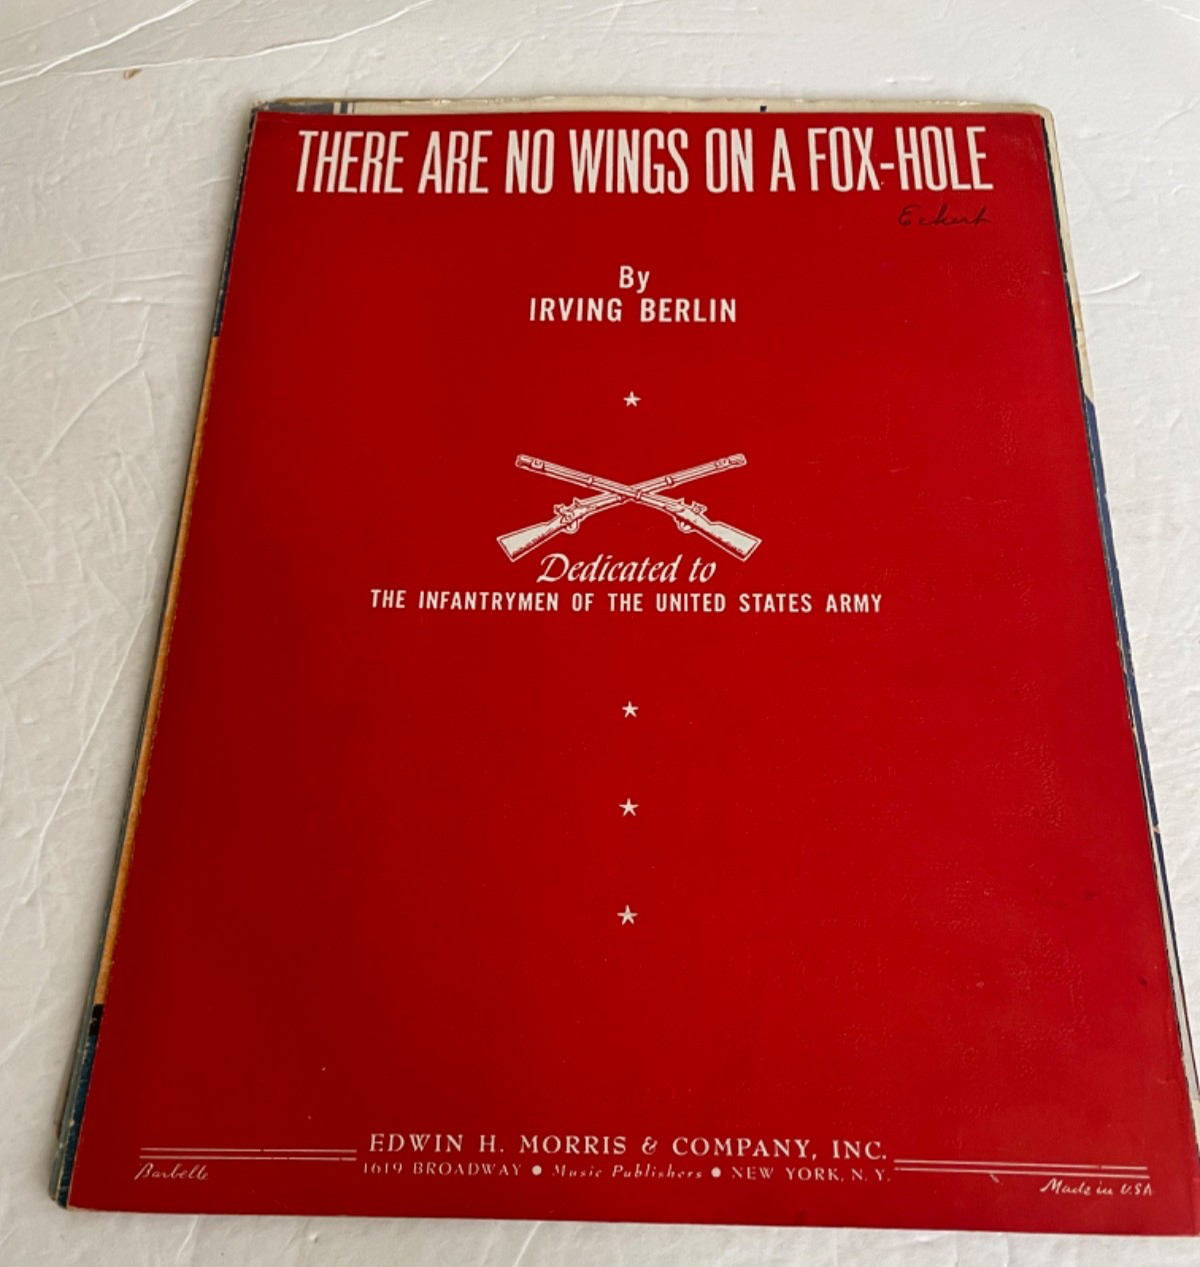 THERE ARE NO WINGS ON A FOX-HOLE
Eckert
By
IRVING BERLIN
Dedicated to
THE INFANTRYMEN OF THE UNITED STATES ARMY
EDWIN H. MORRIS & COMPANY, INC.
1619 BROADWAY ● Music Publishers ● NEW YORK, N. Y.
Barbelle
Made in U.S.A